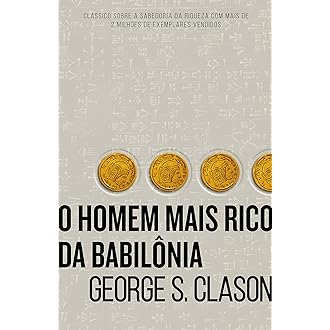 CLÁSSICO SOBRE A SABEDORIA DA RIQUEZA COM MAIS DE
2 MILHÕES DE EXEMPLARES VENDIDOS
O HOMEM MAIS RICO
DA BABILÔNIA
GEORGE S. CLASON